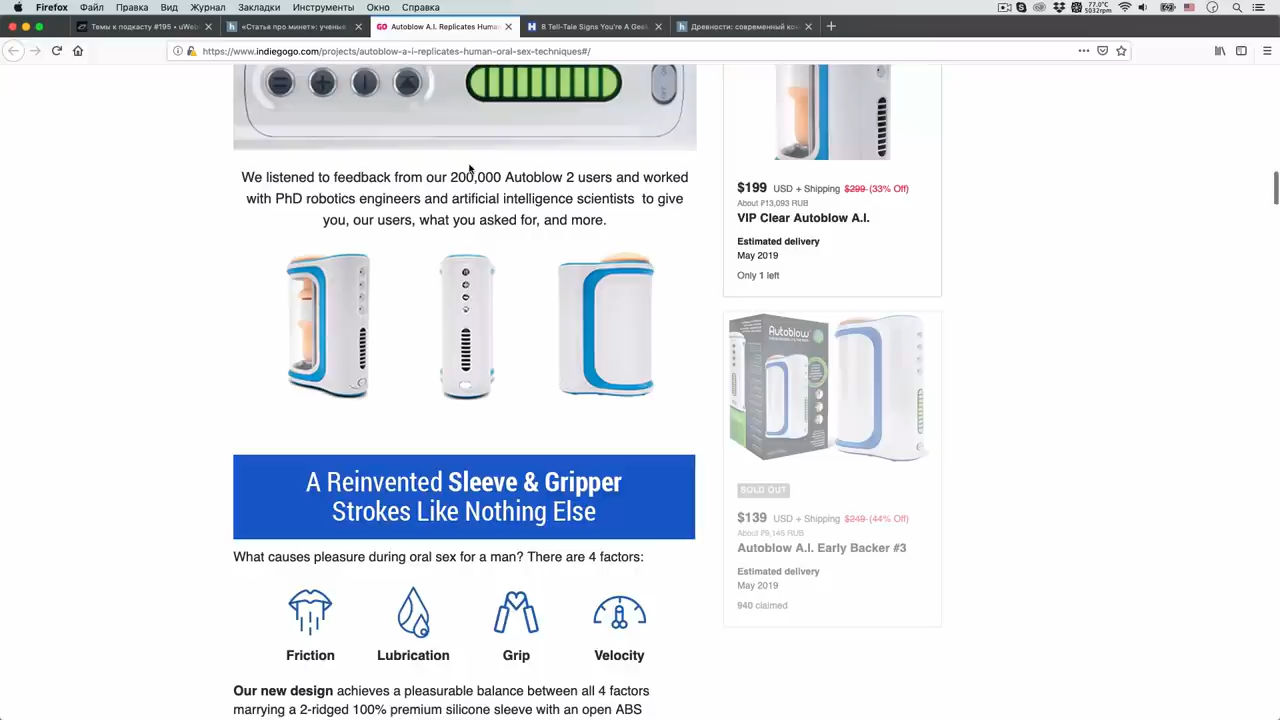 Firefox Файл Правка Вид Журнал Закладки Инструменты Окно Справка
77.0°C
5032rpm
Темы к подкасту #195 • uWeb
«Статья про минет»: ученые
Autoblow A.I. Replicates Huma
8 Tell-Tale Signs You're A Geek
Древности: современный ко
https://www.indiegogo.com/projects/autoblow-a-i-replicates-human-oral-sex-techniques#/
We listened to feedback from our 200,000 Autoblow 2 users and worked
with PhD robotics engineers and artificial intelligence scientists to give
you, our users, what you asked for, and more.
A Reinvented Sleeve & Gripper
Strokes Like Nothing Else
What causes pleasure during oral sex for a man? There are 4 factors:
Friction Lubrication Grip Velocity
Our new design achieves a pleasurable balance between all 4 factors
marrying a 2-ridged 100% premium silicone sleeve with an open ABS
$199 USD + Shipping $299 (33% Off)
About ₽13,093 RUB
VIP Clear Autoblow A.I.
Estimated delivery
May 2019
Only 1 left
Autoblow
SOLD OUT
$139 USD + Shipping $249 (44% Off)
About ₽9,145 RUB
Autoblow A.I. Early Backer #3
Estimated delivery
May 2019
940 claimed